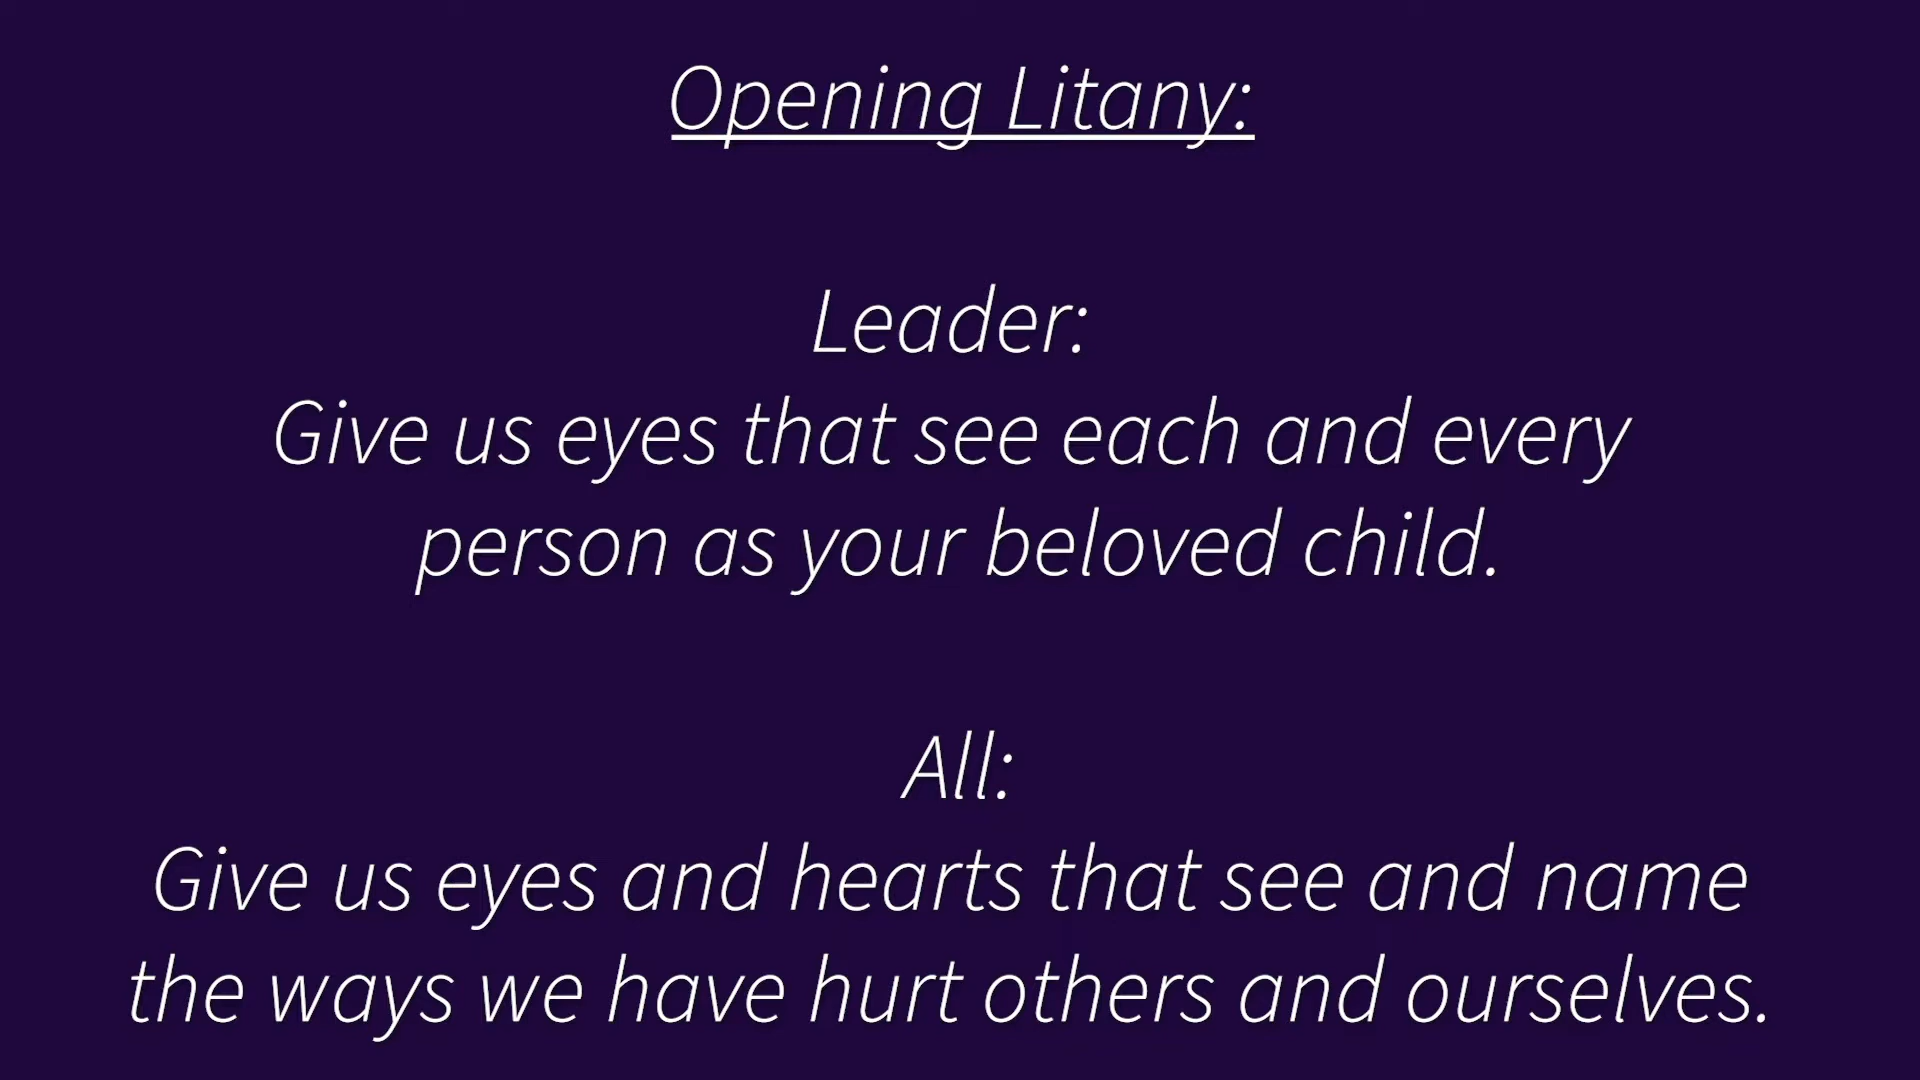 Opening Litany:
Leader:
Give us eyes that see each and every
person as your beloved child.
All:
Give us eyes and hearts that see and name
the ways we have hurt others and ourselves.